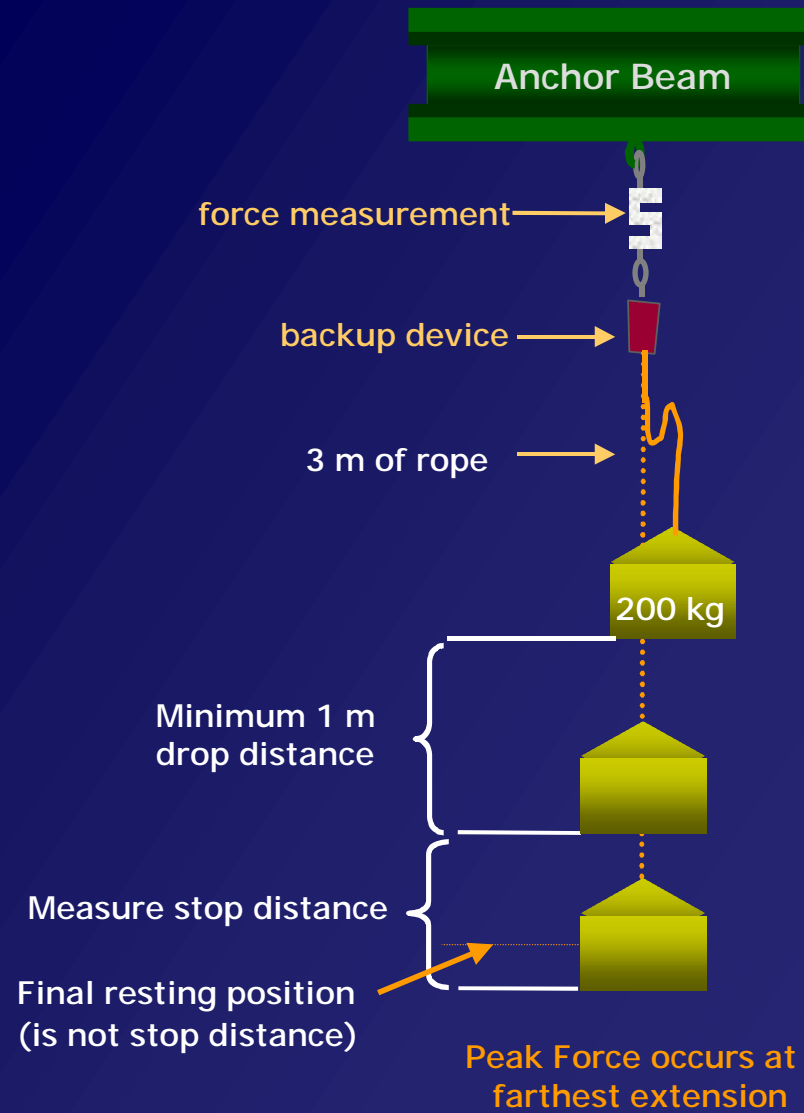 Anchor Beam
force measurement
backup device
3 m of rope
200 kg
Minimum 1 m
drop distance
Measure stop distance
Final resting position
(is not stop distance)
Peak Force occurs at
farthest extension